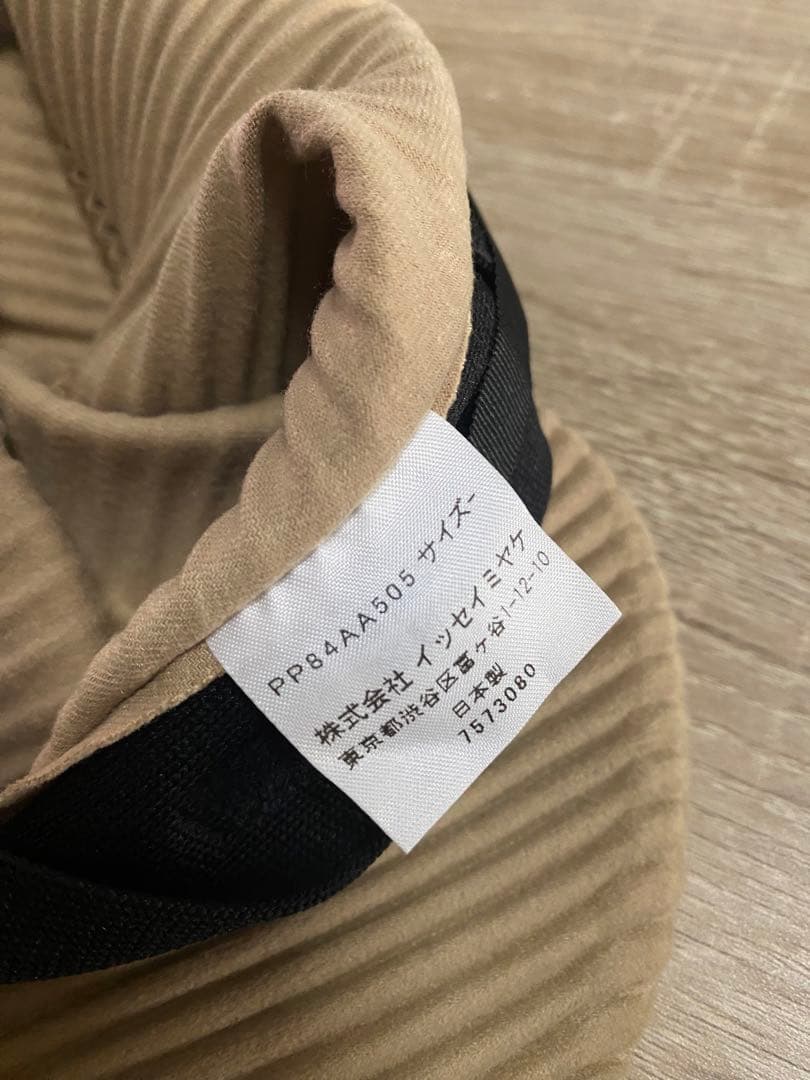 PP84AA505 サイズ-
株式会社 イッセイミヤケ
東京都渋谷区富ヶ谷1-12-10
日本製
7573080